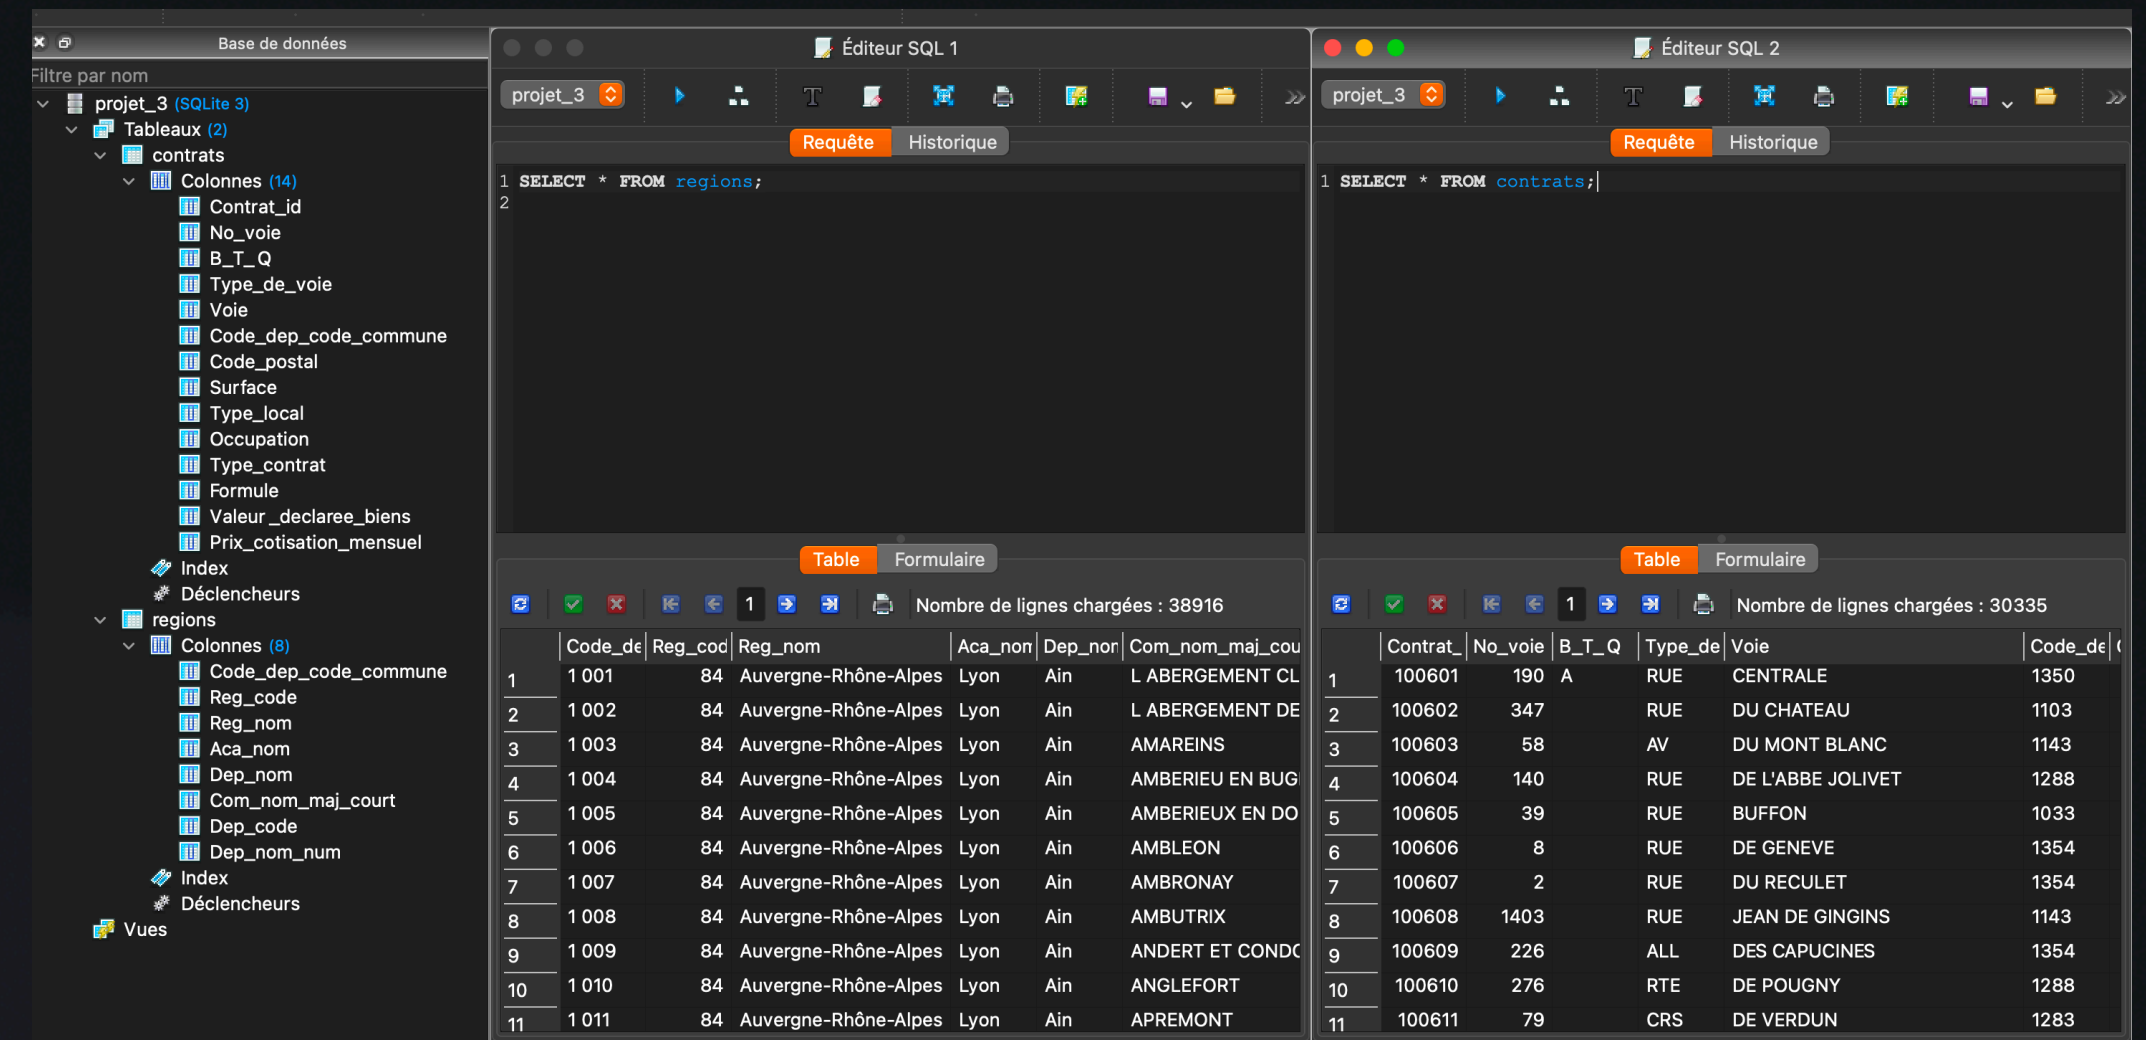 Base de données
Filtre par nom
projet_3 (SQLite 3)
Tableaux (2)
contrats
Colonnes (14)
Contrat_id
No_voie
B_T_Q
Type_de_voie
Voie
Code_dep_code_commune
Code_postal
Surface
Type_local
Occupation
Type_contrat
Formule
Valeur_declaree_biens
Prix_cotisation_mensuel
Index
Déclencheurs
regions
Colonnes (8)
Code_dep_code_commune
Reg_code
Reg_nom
Aca_nom
Dep_nom
Com_nom_maj_court
Dep_code
Dep_nom_num
Index
Déclencheurs
Vues
Éditeur SQL 1
projet_3
Requête Historique
1 SELECT * FROM regions;
2
Table Formulaire
1 Nombre de lignes chargées : 38916
Code_de Reg_cod Reg_nom Aca_nom Dep_nom Com_nom_maj_cou
1 1 001 84 Auvergne-Rhône-Alpes Lyon Ain L ABERGEMENT CL
2 1 002 84 Auvergne-Rhône-Alpes Lyon Ain L ABERGEMENT DE
3 1 003 84 Auvergne-Rhône-Alpes Lyon Ain AMAREINS
4 1 004 84 Auvergne-Rhône-Alpes Lyon Ain AMBERIEU EN BUG
5 1 005 84 Auvergne-Rhône-Alpes Lyon Ain AMBERIEUX EN DO
6 1 006 84 Auvergne-Rhône-Alpes Lyon Ain AMBLEON
7 1 007 84 Auvergne-Rhône-Alpes Lyon Ain AMBRONAY
8 1 008 84 Auvergne-Rhône-Alpes Lyon Ain AMBUTRIX
9 1 009 84 Auvergne-Rhône-Alpes Lyon Ain ANDERT ET CONDO
10 1 010 84 Auvergne-Rhône-Alpes Lyon Ain ANGLEFORT
11 1 011 84 Auvergne-Rhône-Alpes Lyon Ain APREMONT
Éditeur SQL 2
projet_3
Requête Historique
1 SELECT * FROM contrats;
Table Formulaire
1 Nombre de lignes chargées : 30335
Contrat_ No_voie B_T_Q Type_de Voie Code_de
1 100601 190 A RUE CENTRALE 1350
2 100602 347 RUE DU CHATEAU 1103
3 100603 58 AV DU MONT BLANC 1143
4 100604 140 RUE DE L'ABBE JOLIVET 1288
5 100605 39 RUE BUFFON 1033
6 100606 8 RUE DE GENEVE 1354
7 100607 2 RUE DU RECULET 1354
8 100608 1403 RUE JEAN DE GINGINS 1143
9 100609 226 ALL DES CAPUCINES 1354
10 100610 276 RTE DE POUGNY 1288
11 100611 79 CRS DE VERDUN 1283